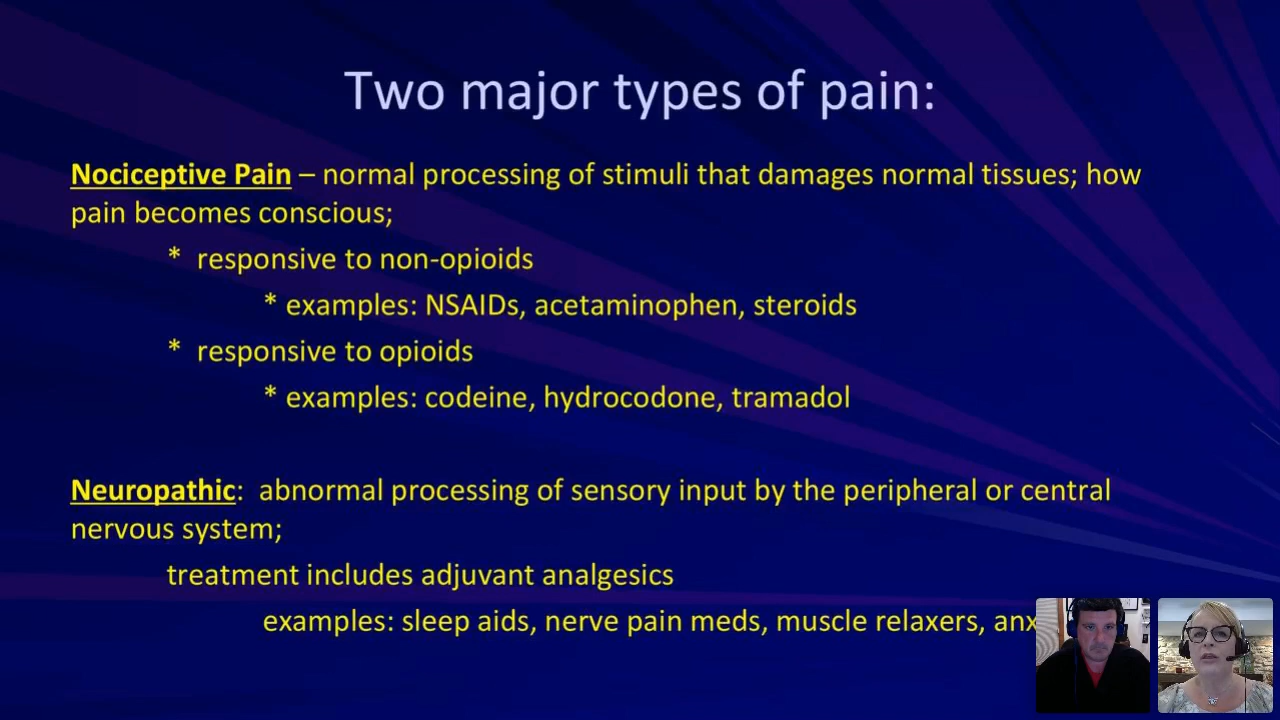 Two major types of pain:
Nociceptive Pain – normal processing of stimuli that damages normal tissues; how
pain becomes conscious;
* responsive to non-opioids
* examples: NSAIDs, acetaminophen, steroids
* responsive to opioids
* examples: codeine, hydrocodone, tramadol
Neuropathic: abnormal processing of sensory input by the peripheral or central
nervous system;
treatment includes adjuvant analgesics
examples: sleep aids, nerve pain meds, muscle relaxers, anx